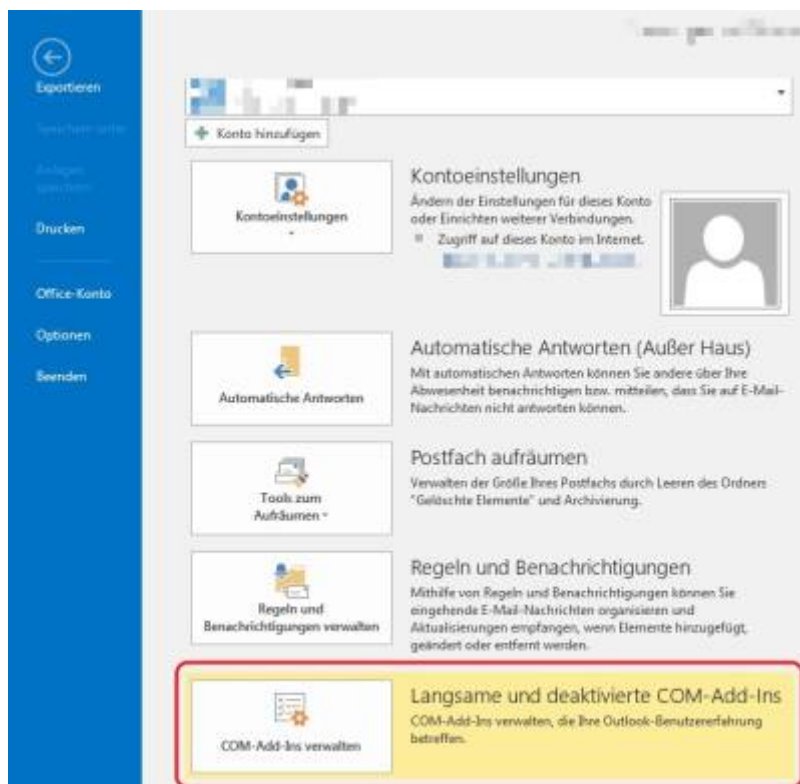 Exportieren
Speichern unter
Anlagen
speichern
Drucken
Office-Konto
Optionen
Beenden
Konto hinzufügen
Kontoeinstellungen
Kontoeinstellungen
Ändern der Einstellungen für dieses Konto
oder Einrichten weiterer Verbindungen.
Zugriff auf dieses Konto im Internet.
Automatische Antworten
Automatische Antworten (Außer Haus)
Mit automatischen Antworten können Sie andere über Ihre
Abwesenheit benachrichtigen bzw. mitteilen, dass Sie auf E-Mail-
Nachrichten nicht antworten können.
Tools zum
Aufräumen
Postfach aufräumen
Verwalten der Größe Ihres Postfachs durch Leeren des Ordners
"Gelöschte Elemente" und Archivierung.
Regeln und
Benachrichtigungen verwalten
Regeln und Benachrichtigungen
Mithilfe von Regeln und Benachrichtigungen können Sie
eingehende E-Mail-Nachrichten organisieren und
Aktualisierungen empfangen, wenn Elemente hinzugefügt,
geändert oder entfernt werden.
COM-Add-Ins verwalten
Langsame und deaktivierte COM-Add-Ins
COM-Add-Ins verwalten, die Ihre Outlook-Benutzererfahrung
betreffen.